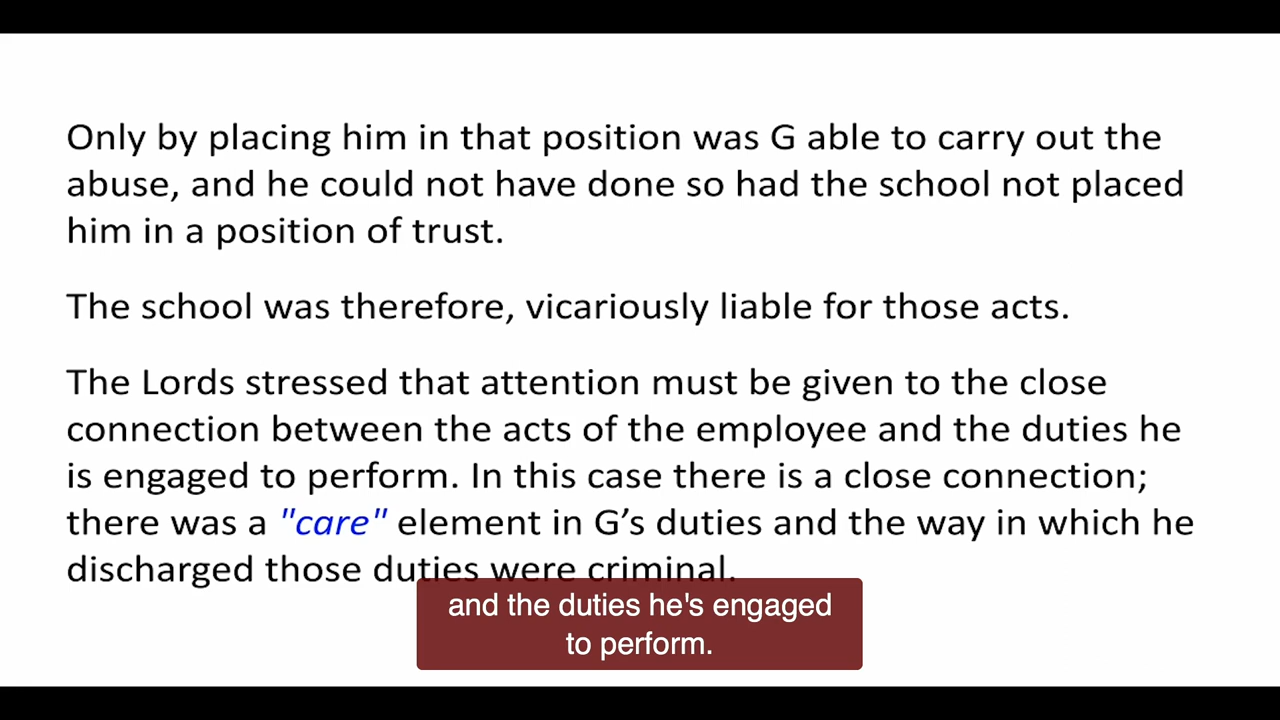 Only by placing him in that position was G able to carry out the
abuse, and he could not have done so had the school not placed
him in a position of trust.
The school was therefore, vicariously liable for those acts.
The Lords stressed that attention must be given to the close
connection between the acts of the employee and the duties he
is engaged to perform. In this case there is a close connection;
there was a "care" element in G’s duties and the way in which he
discharged those duties were criminal.
and the duties he's engaged
to perform.